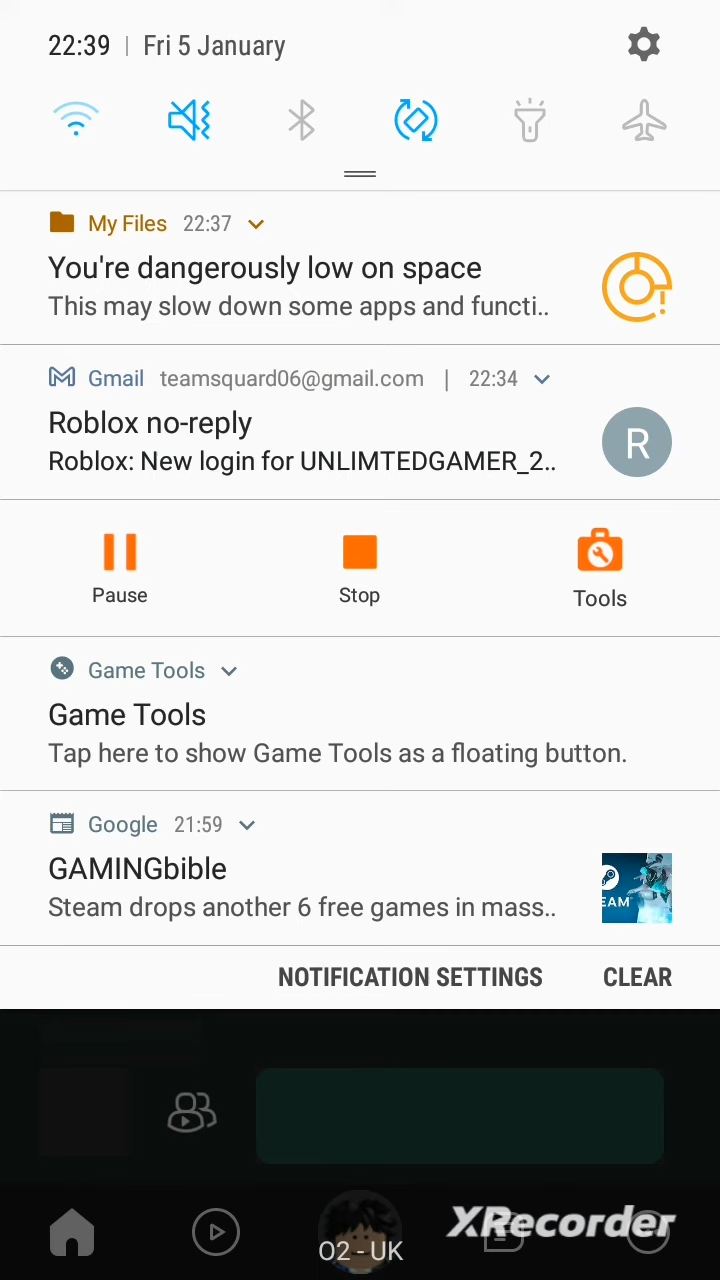 22:39 | Fri 5 January
My Files 22:37
You're dangerously low on space
This may slow down some apps and functi..
Gmail teamsquard06@gmail.com | 22:34
Roblox no-reply
R
Roblox: New login for UNLIMTEDGAMER_2..
Pause Stop Tools
Game Tools
Game Tools
Tap here to show Game Tools as a floating button.
Google 21:59
GAMINGbible
EAM
Steam drops another 6 free games in mass..
NOTIFICATION SETTINGS CLEAR
XRecorder
O2 - UK